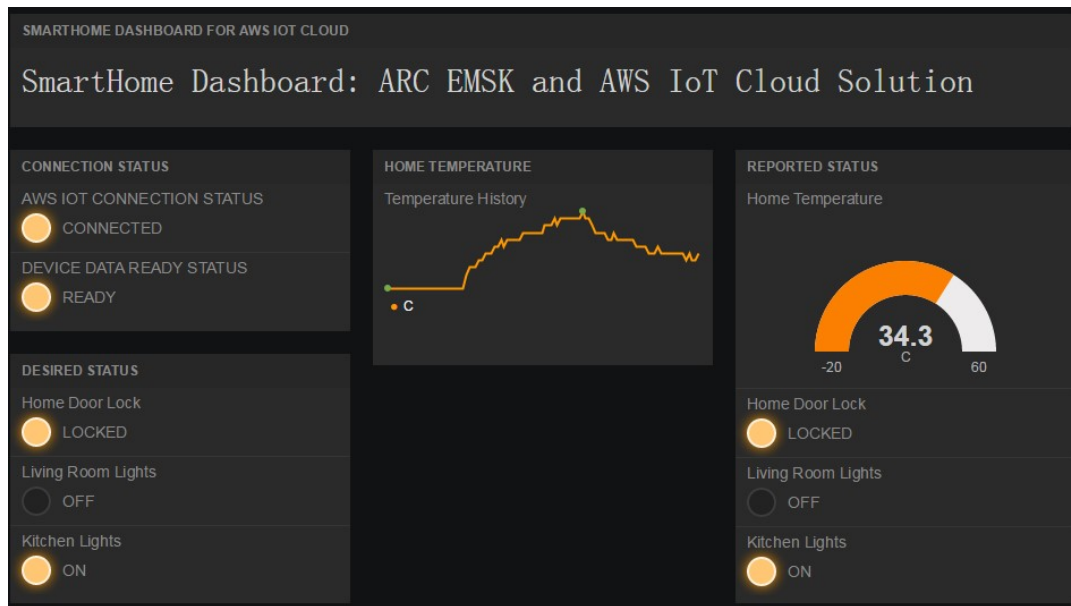 SMARTHOME DASHBOARD FOR AWS IOT CLOUD
SmartHome Dashboard: ARC EMSK and AWS IoT Cloud Solution
CONNECTION STATUS
AWS IOT CONNECTION STATUS
CONNECTED
DEVICE DATA READY STATUS
READY
DESIRED STATUS
Home Door Lock
LOCKED
Living Room Lights
OFF
Kitchen Lights
ON
HOME TEMPERATURE
Temperature History
C
REPORTED STATUS
Home Temperature
34.3
C
-20 60
Home Door Lock
LOCKED
Living Room Lights
OFF
Kitchen Lights
ON